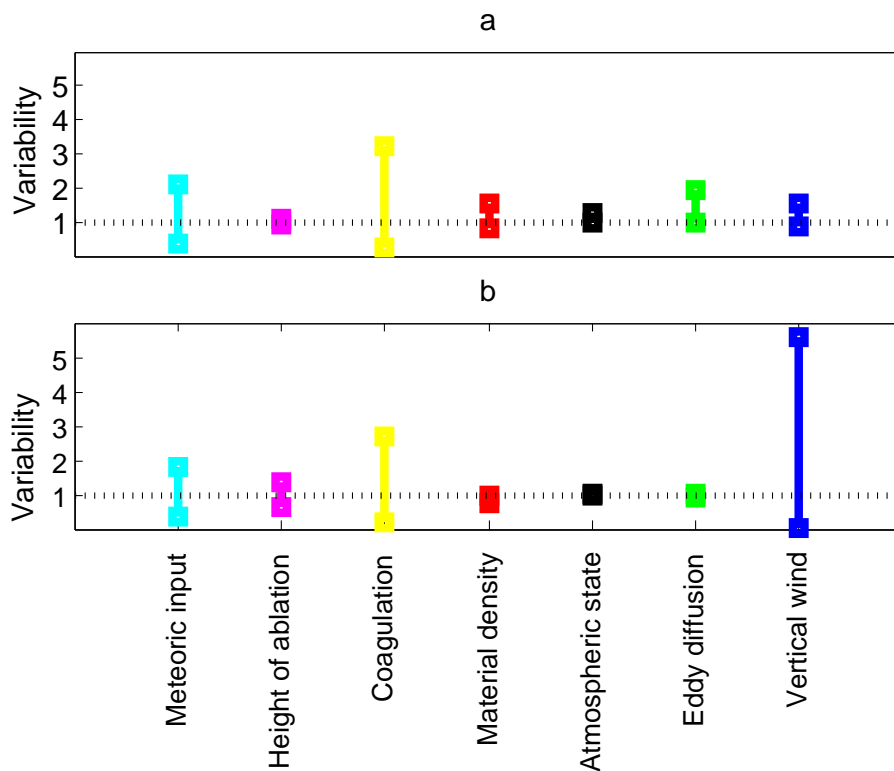 a
Variability
5
4
3
2
1
b
Variability
5
4
3
2
1
Meteoric input
Height of ablation
Coagulation
Material density
Atmospheric state
Eddy diffusion
Vertical wind